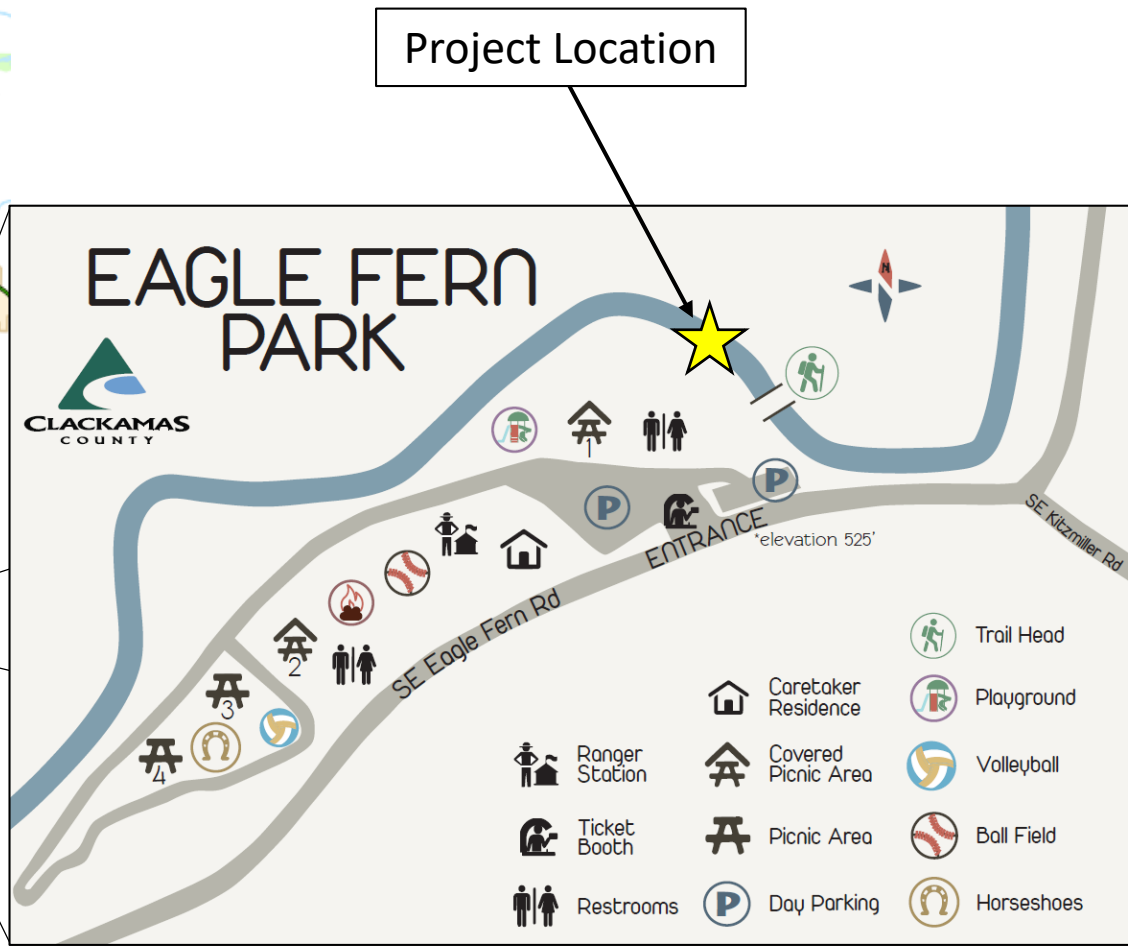 Project Location
EAGLE FERN
PARK
N
CLACKAMAS
COUNTY
1
P
P
ENTRANCE
*elevation 525'
SE Kitzmiller Rd
SE Eagle Fern Rd
2
3
4
Trail Head
Caretaker
Residence
Playground
Ranger
Station
Covered
Picnic Area
Volleyball
Ticket
Booth
Picnic Area
Ball Field
Restrooms
P
Day Parking
Horseshoes